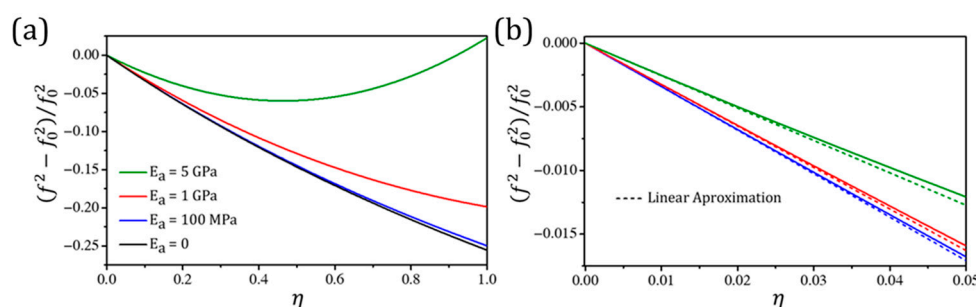 (a)
(f² − f₀²)/f₀²
0.00
−0.05
−0.10
−0.15
−0.20
−0.25
Eₐ = 5 GPa
Eₐ = 1 GPa
Eₐ = 100 MPa
Eₐ = 0
0.0 0.2 0.4 0.6 0.8 1.0
η
(b)
(f² − f₀²)/f₀²
0.000
−0.005
−0.010
−0.015
Linear Aproximation
0.00 0.01 0.02 0.03 0.04 0.05
η